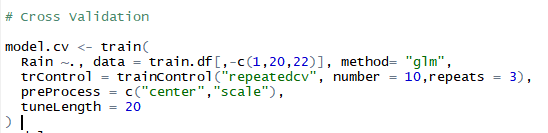 # Cross Validation
model.cv <- train(
Rain ~., data = train.df[,-c(1,20,22)], method= "glm",
trControl = trainControl("repeatedcv", number = 10,repeats = 3),
preProcess = c("center","scale"),
tuneLength = 20
)